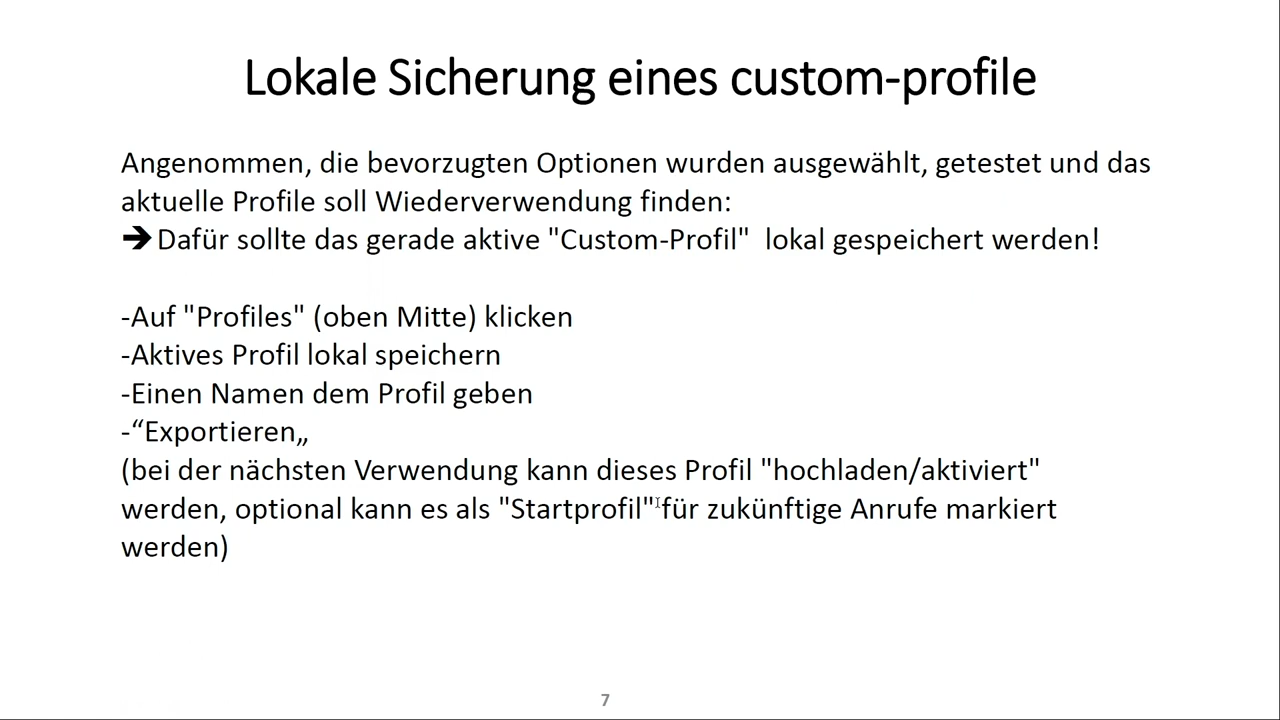 Lokale Sicherung eines custom-profile
Angenommen, die bevorzugten Optionen wurden ausgewählt, getestet und das
aktuelle Profile soll Wiederverwendung finden:
➔Dafür sollte das gerade aktive "Custom-Profil"  lokal gespeichert werden!
-Auf "Profiles" (oben Mitte) klicken
-Aktives Profil lokal speichern
-Einen Namen dem Profil geben
-“Exportieren„
(bei der nächsten Verwendung kann dieses Profil "hochladen/aktiviert"
werden, optional kann es als "Startprofil" für zukünftige Anrufe markiert
werden)
7